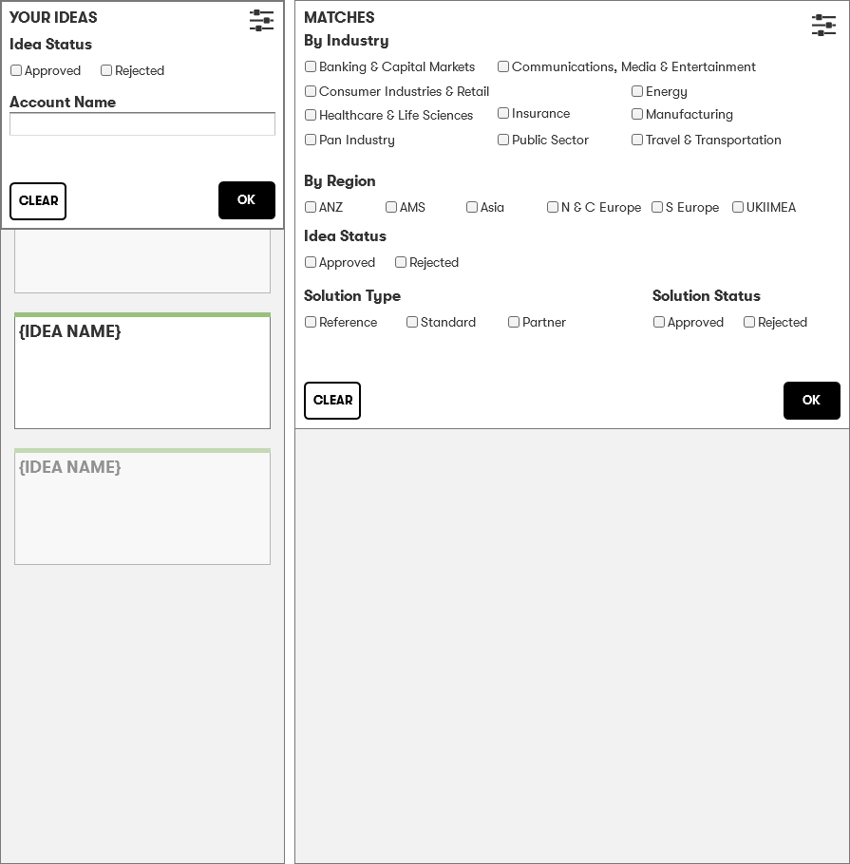 YOUR IDEAS
Idea Status
Approved Rejected
Account Name
CLEAR OK
{IDEA NAME}
{IDEA NAME}
MATCHES
By Industry
Banking & Capital Markets Communications, Media & Entertainment
Consumer Industries & Retail Energy
Healthcare & Life Sciences Insurance Manufacturing
Pan Industry Public Sector Travel & Transportation
By Region
ANZ AMS Asia N & C Europe S Europe UKIIMEA
Idea Status
Approved Rejected
Solution Type Solution Status
Reference Standard Partner Approved Rejected
CLEAR OK